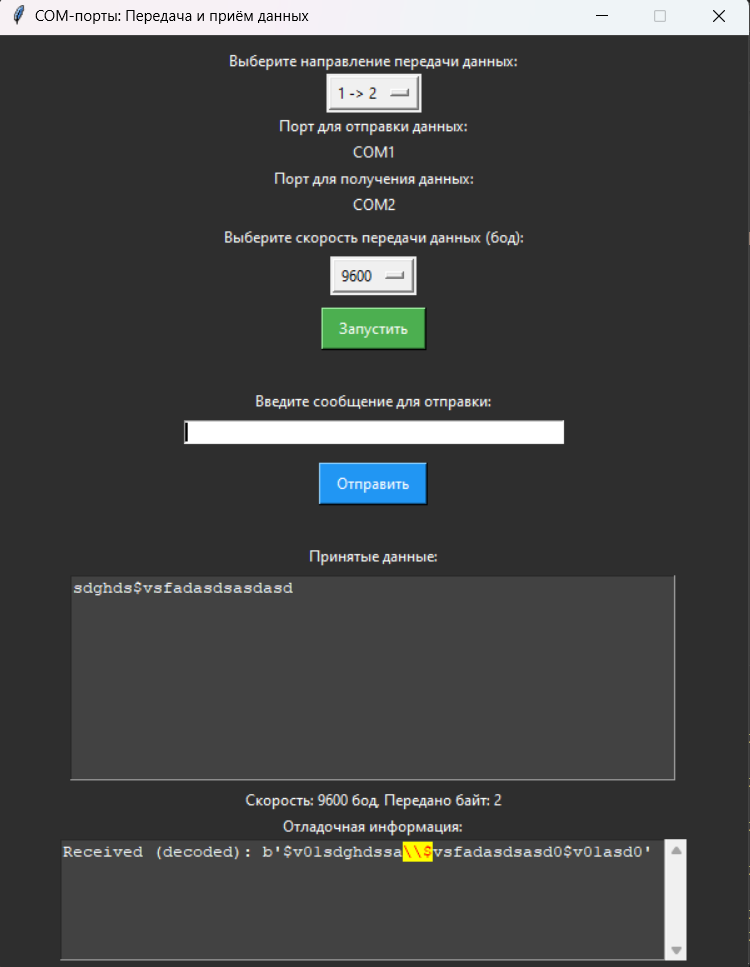 COM-порты: Передача и приём данных
Выберите направление передачи данных:
1 -> 2
Порт для отправки данных:
COM1
Порт для получения данных:
COM2
Выберите скорость передачи данных (бод):
9600
Запустить
Введите сообщение для отправки:
Отправить
Принятые данные:
sdghds$vsfadasdsasdasd
Скорость: 9600 бод, Передано байт: 2
Отладочная информация:
Received (decoded): b'$v01sdghdssa\\$vsfadasdsasd0$v01asd0'